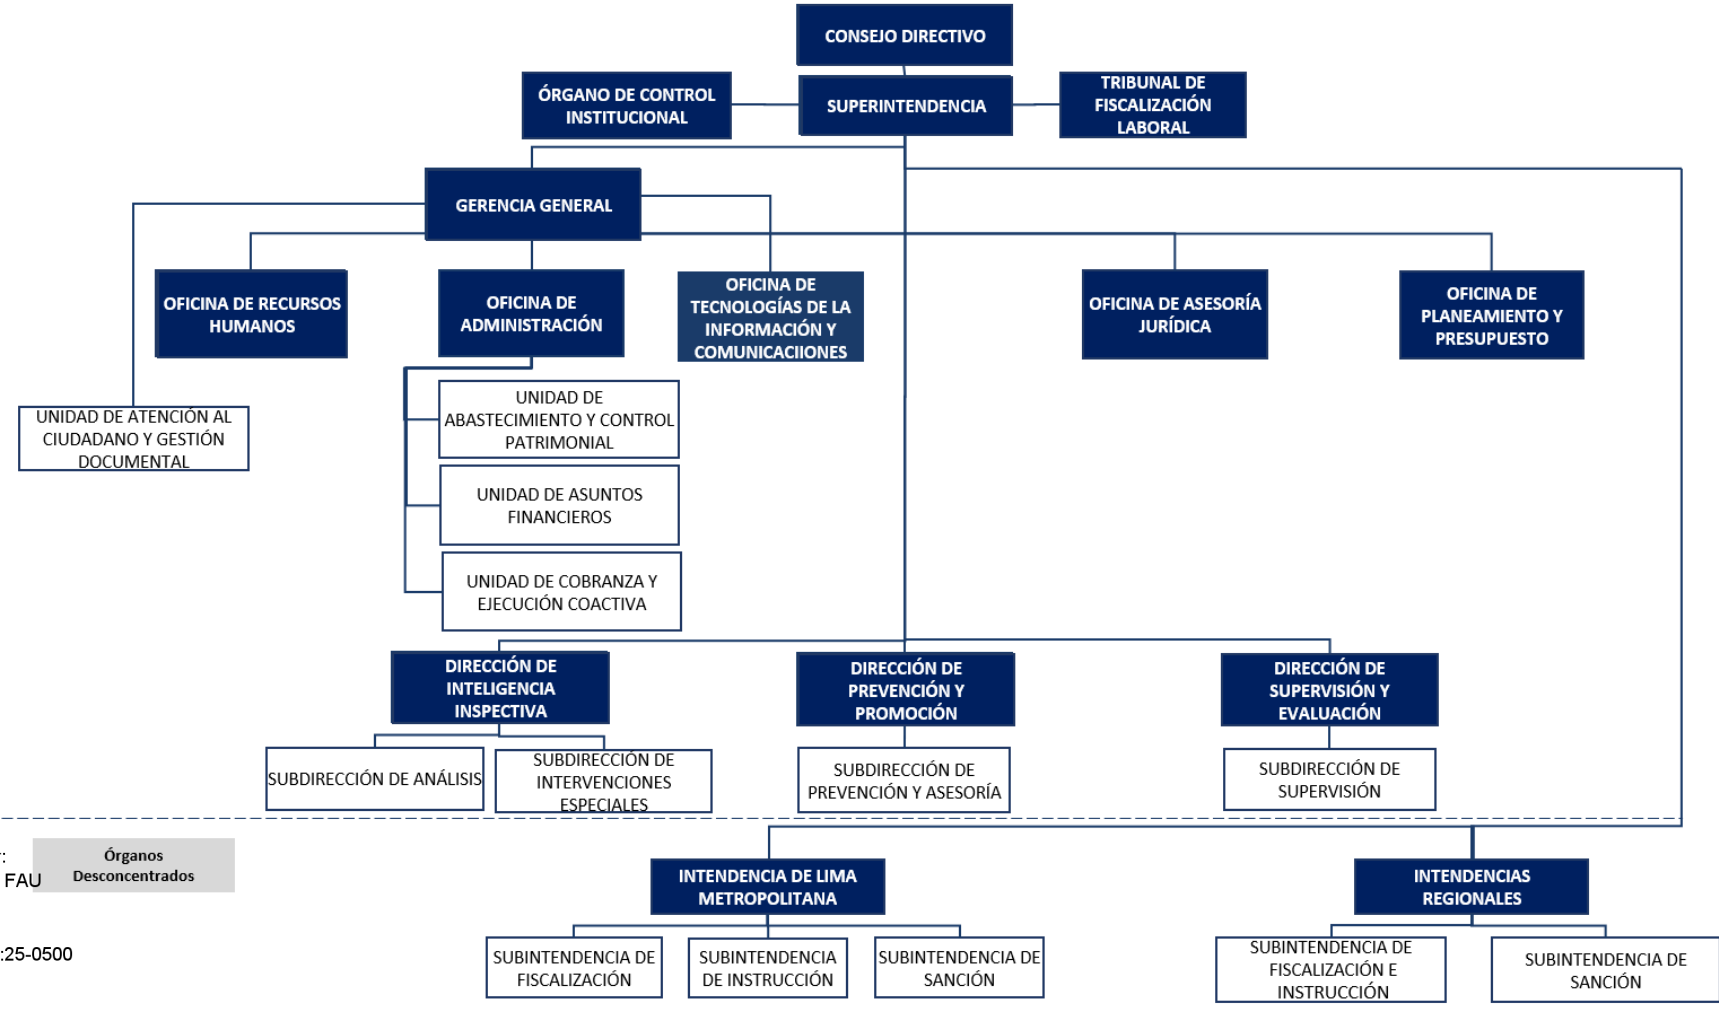 CONSEJO DIRECTIVO
ÓRGANO DE CONTROL
INSTITUCIONAL
SUPERINTENDENCIA
TRIBUNAL DE
FISCALIZACIÓN
LABORAL
GERENCIA GENERAL
OFICINA DE RECURSOS
HUMANOS
OFICINA DE
ADMINISTRACIÓN
OFICINA DE
TECNOLOGÍAS DE LA
INFORMACIÓN Y
COMUNICACIIONES
OFICINA DE ASESORÍA
JURÍDICA
OFICINA DE
PLANEAMIENTO Y
PRESUPUESTO
UNIDAD DE ATENCIÓN AL
CIUDADANO Y GESTIÓN
DOCUMENTAL
UNIDAD DE
ABASTECIMIENTO Y CONTROL
PATRIMONIAL
UNIDAD DE ASUNTOS
FINANCIEROS
UNIDAD DE COBRANZA Y
EJECUCIÓN COACTIVA
DIRECCIÓN DE
INTELIGENCIA
INSPECTIVA
DIRECCIÓN DE
PREVENCIÓN Y
PROMOCIÓN
DIRECCIÓN DE
SUPERVISIÓN Y
EVALUACIÓN
SUBDIRECCIÓN DE ANÁLISIS
SUBDIRECCIÓN DE
INTERVENCIONES
ESPECIALES
SUBDIRECCIÓN DE
PREVENCIÓN Y ASESORÍA
SUBDIRECCIÓN DE
SUPERVISIÓN
Órganos
Desconcentrados
FAU
:25-0500
INTENDENCIA DE LIMA
METROPOLITANA
INTENDENCIAS
REGIONALES
SUBINTENDENCIA DE
FISCALIZACIÓN
SUBINTENDENCIA
DE INSTRUCCIÓN
SUBINTENDENCIA DE
SANCIÓN
SUBINTENDENCIA DE
FISCALIZACIÓN E
INSTRUCCIÓN
SUBINTENDENCIA DE
SANCIÓN